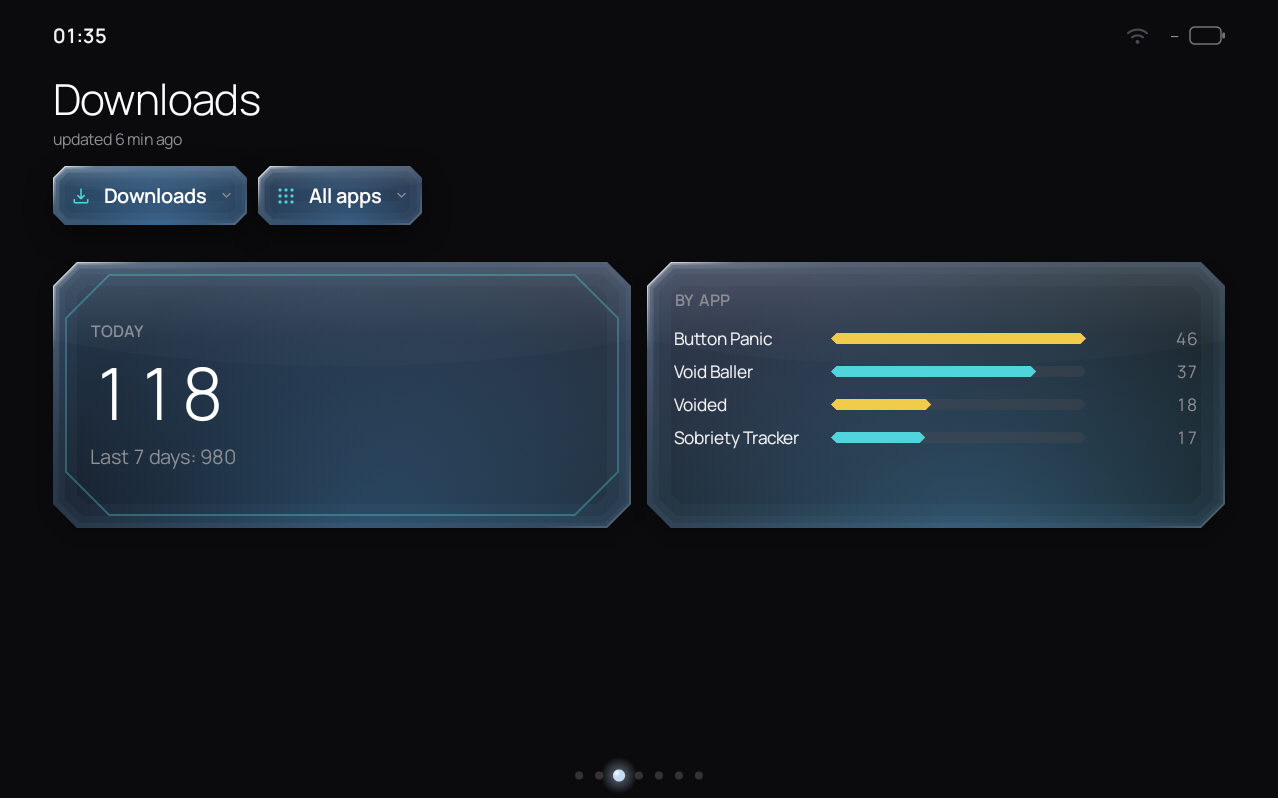 01:35
–
Downloads
updated 6 min ago
Downloads
All apps
TODAY
118
Last 7 days: 980
BY APP
Button Panic 46
Void Baller 37
Voided 18
Sobriety Tracker 17